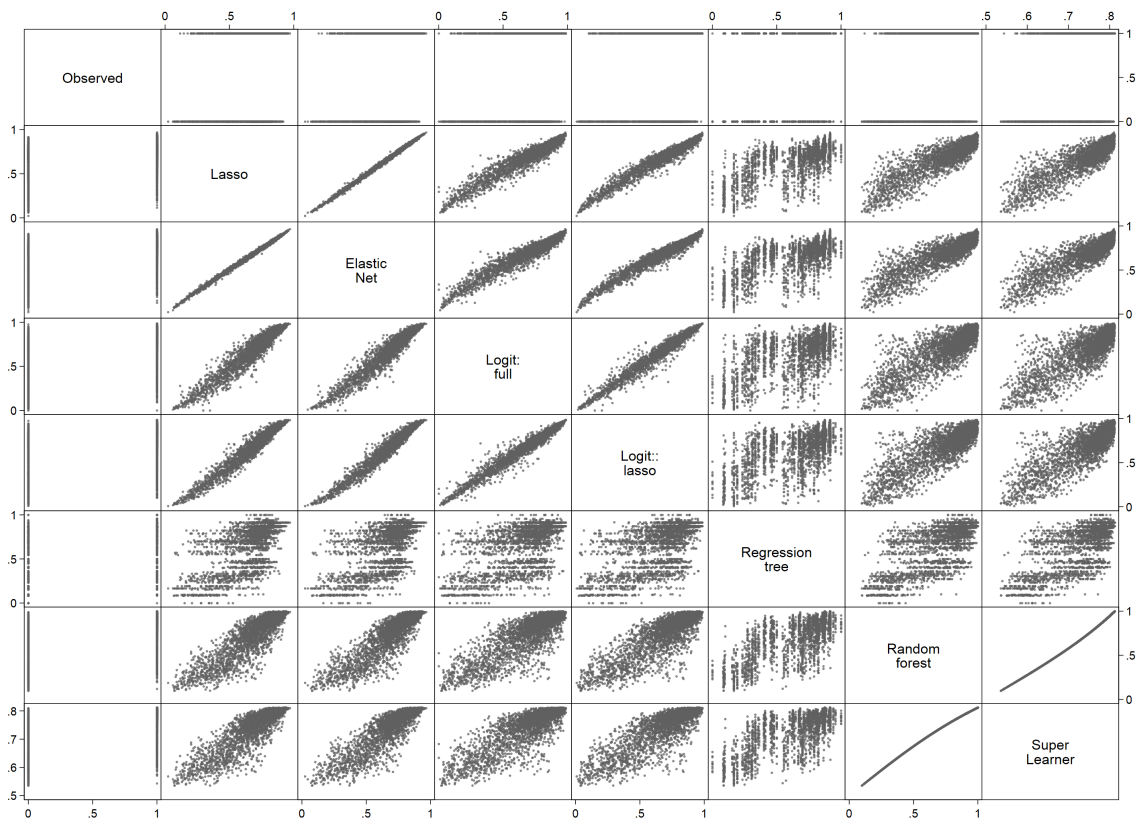 0 .5 1 0 .5 1 0 .5 1 .5 .6 .7 .8
Observed
0 .5 1
Lasso
0 .5 1
Elastic
Net
0 .5 1
Logit:
full
0 .5 1
Logit::
lasso
0 .5 1
Regression
tree
0 .5 1
Random
forest
0 .5 1
Super
Learner
.5 .6 .7 .8
0 .5 1 0 .5 1 0 .5 1 0 .5 1